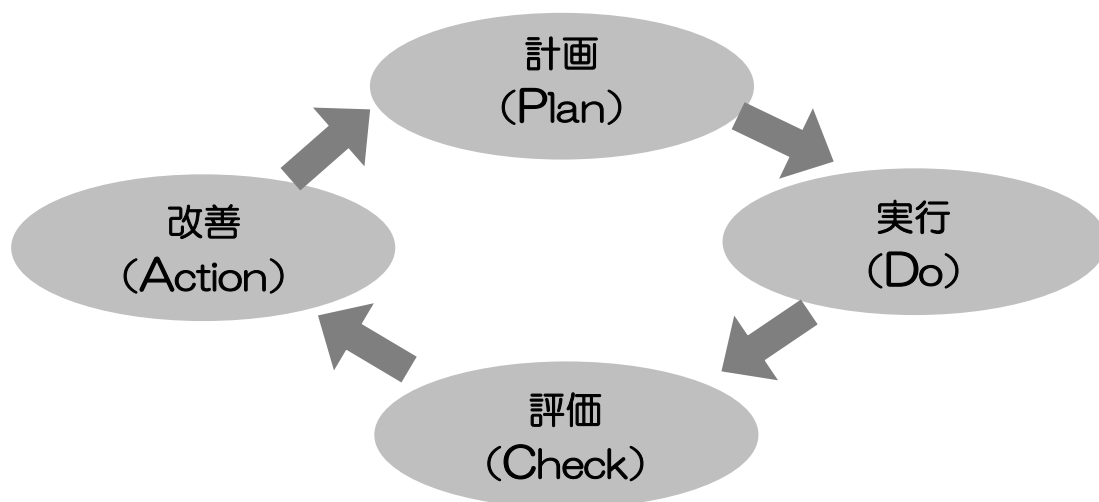 計画
（Plan）
実行
（Do）
評価
（Check）
改善
（Action）